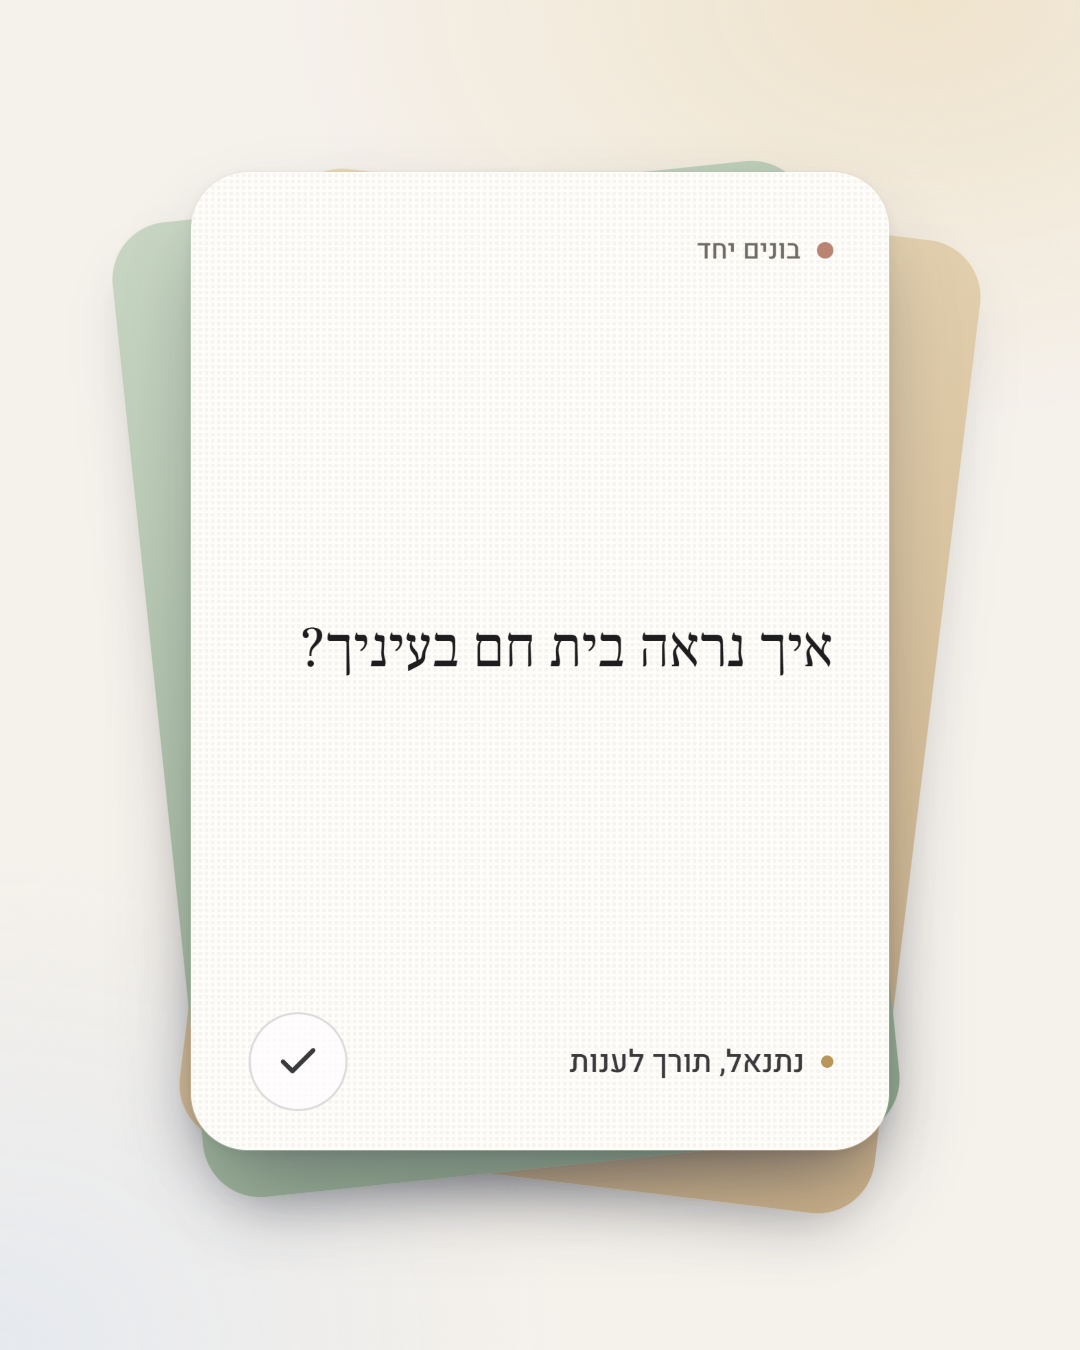 בונים יחד
איך נראה בית חם בעיניך?
נתנאל, תורך לענות